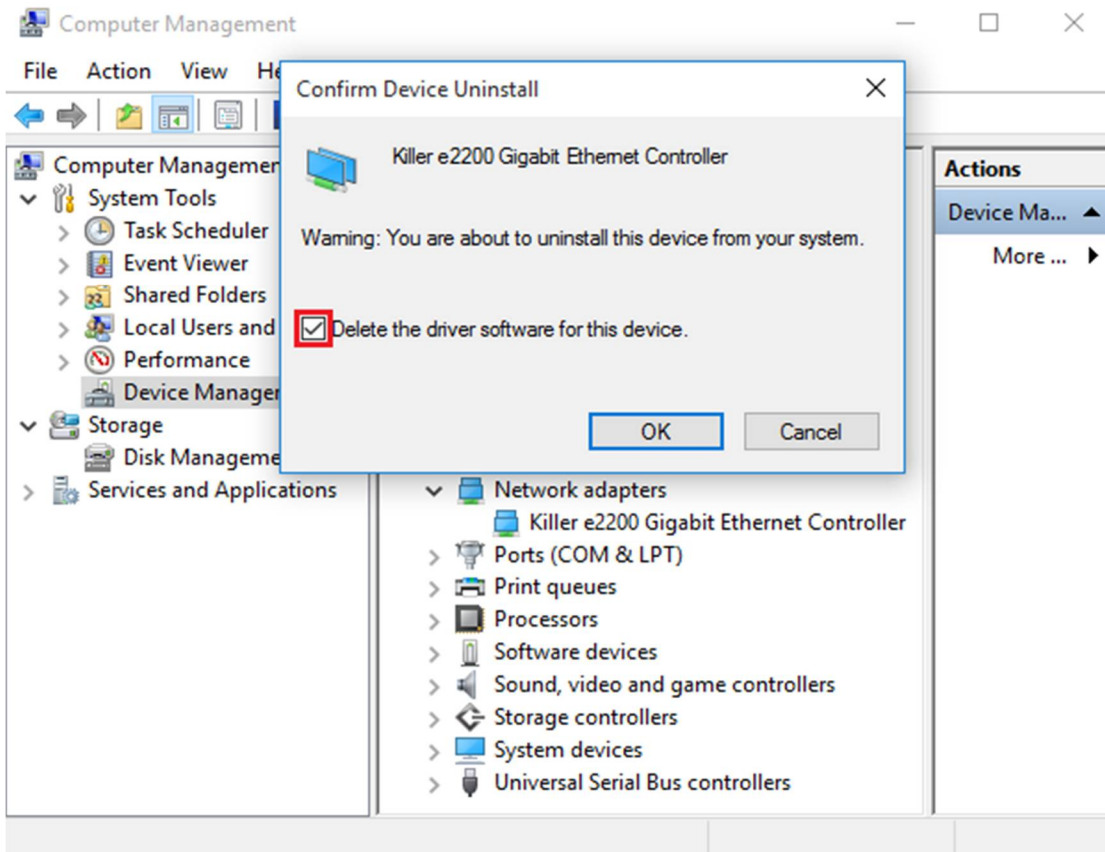 Computer Management
File Action View He
Confirm Device Uninstall
Killer e2200 Gigabit Ethernet Controller
Warning: You are about to uninstall this device from your system.
Delete the driver software for this device.
OK Cancel
Computer Managemen
System Tools
Task Scheduler
Event Viewer
Shared Folders
Local Users and
Performance
Device Manager
Storage
Disk Manageme
Services and Applications
Network adapters
Killer e2200 Gigabit Ethernet Controller
Ports (COM & LPT)
Print queues
Processors
Software devices
Sound, video and game controllers
Storage controllers
System devices
Universal Serial Bus controllers
Actions
Device Ma...
More ...